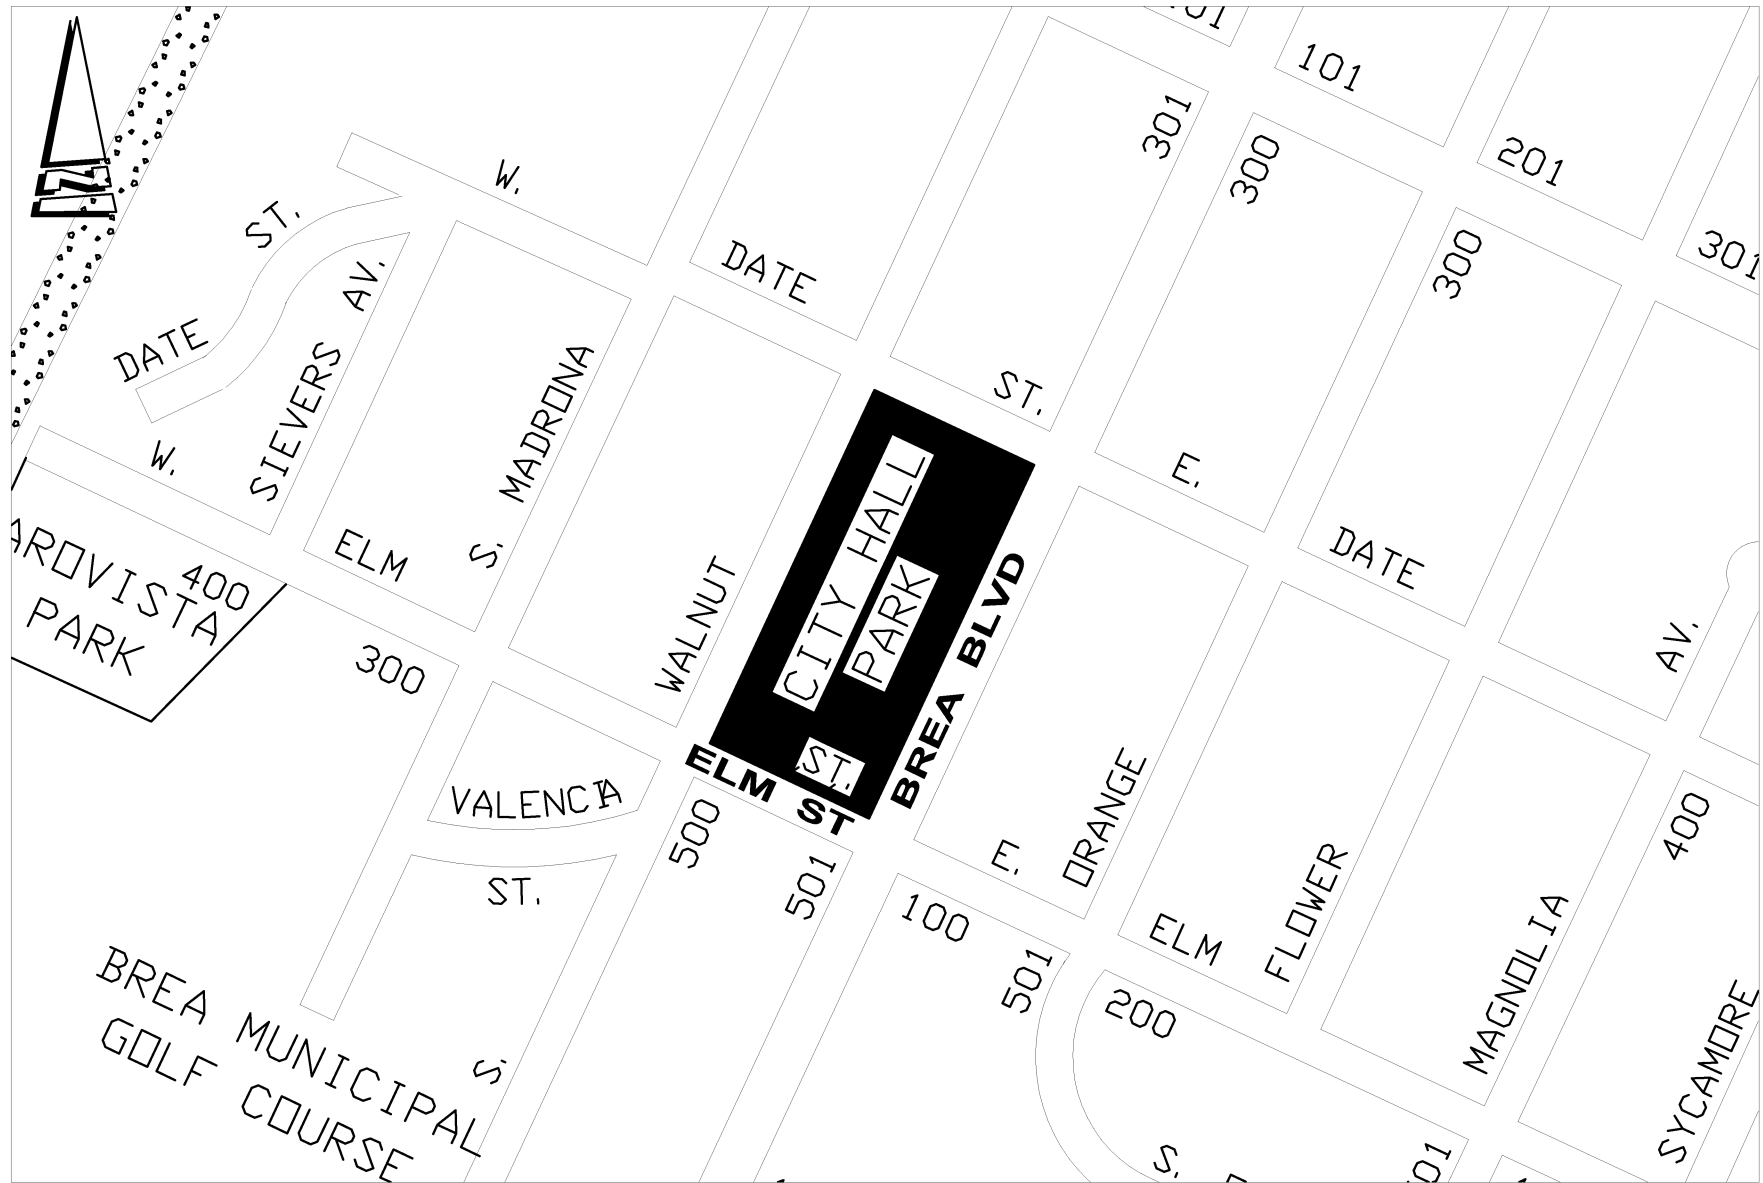 101
201
301
301
300
300
N
W.
DATE ST.
DATE
ST.
SIEVERS AV.
S. MADRONA
WALNUT
W.
ELM
E.
DATE
AV.
CITY HALL
PARK
ST.
BREA BLVD
ELM ST
AROVISTA
PARK
400
300
VALENCIA
ST.
500
501
100
501
200
E.
ELM
ORANGE
FLOWER
MAGNOLIA
SYCAMORE
400
BREA MUNICIPAL
GOLF COURSE
S.
S.